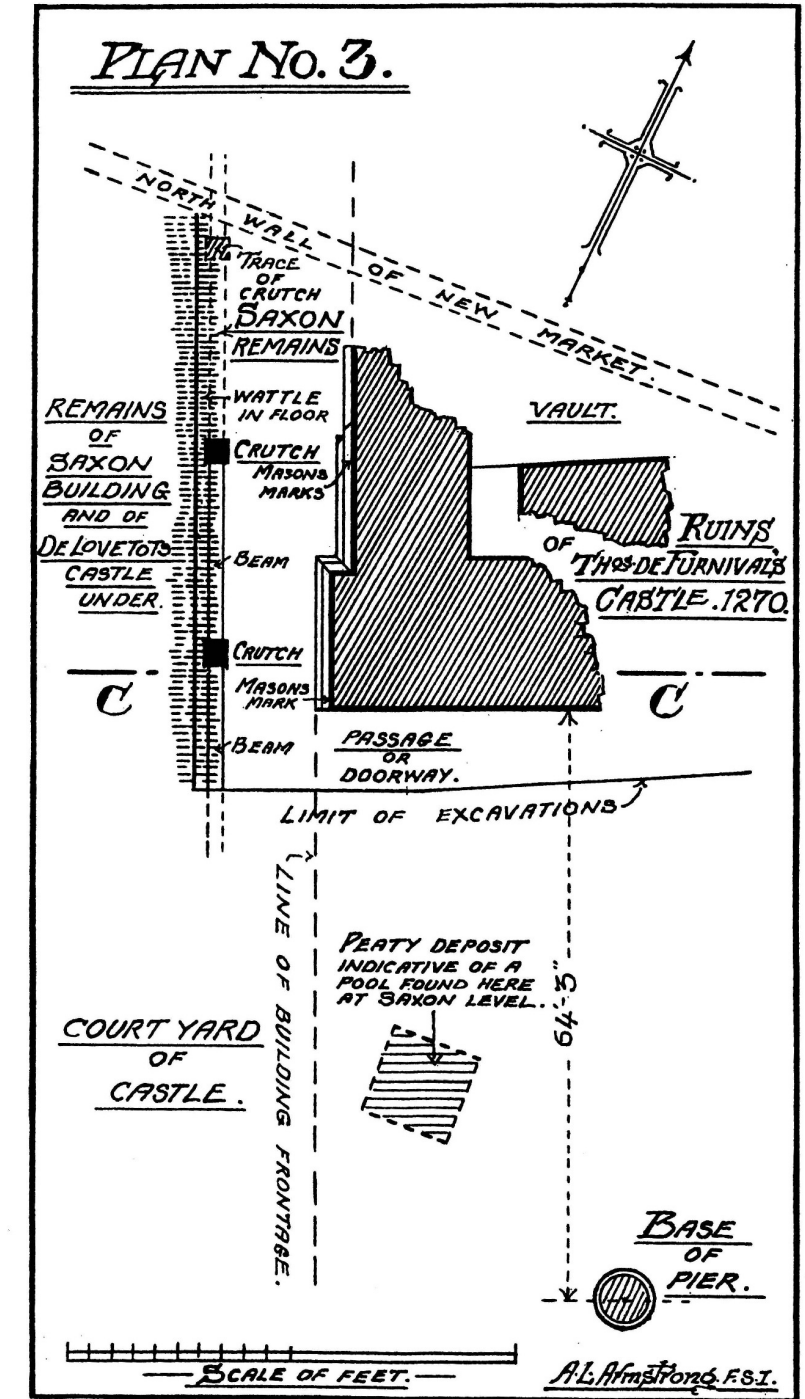 PLAN No. 3.
NORTH WALL OF NEW MARKET.
TRACE
OF
CRUTCH
SAXON
REMAINS
WATTLE
IN FLOOR
REMAINS
OF
SAXON
BUILDING
AND OF
DE LOVETOTS
CASTLE
UNDER.
CRUTCH
MASONS
MARKS
BEAM
CRUTCH
MASONS
MARK
BEAM
VAULT.
RUINS,
OF THOS. DE FURNIVALS
CASTLE. 1270.
C
C
PASSAGE
OR
DOORWAY.
LIMIT OF EXCAVATIONS
LINE OF BUILDING FRONTAGE.
PEATY DEPOSIT
INDICATIVE OF A
POOL FOUND HERE
AT SAXON LEVEL.
64'-3"
COURT YARD
OF
CASTLE.
BASE
OF
PIER.
SCALE OF FEET.
A.L. Armstrong. F.S.I.